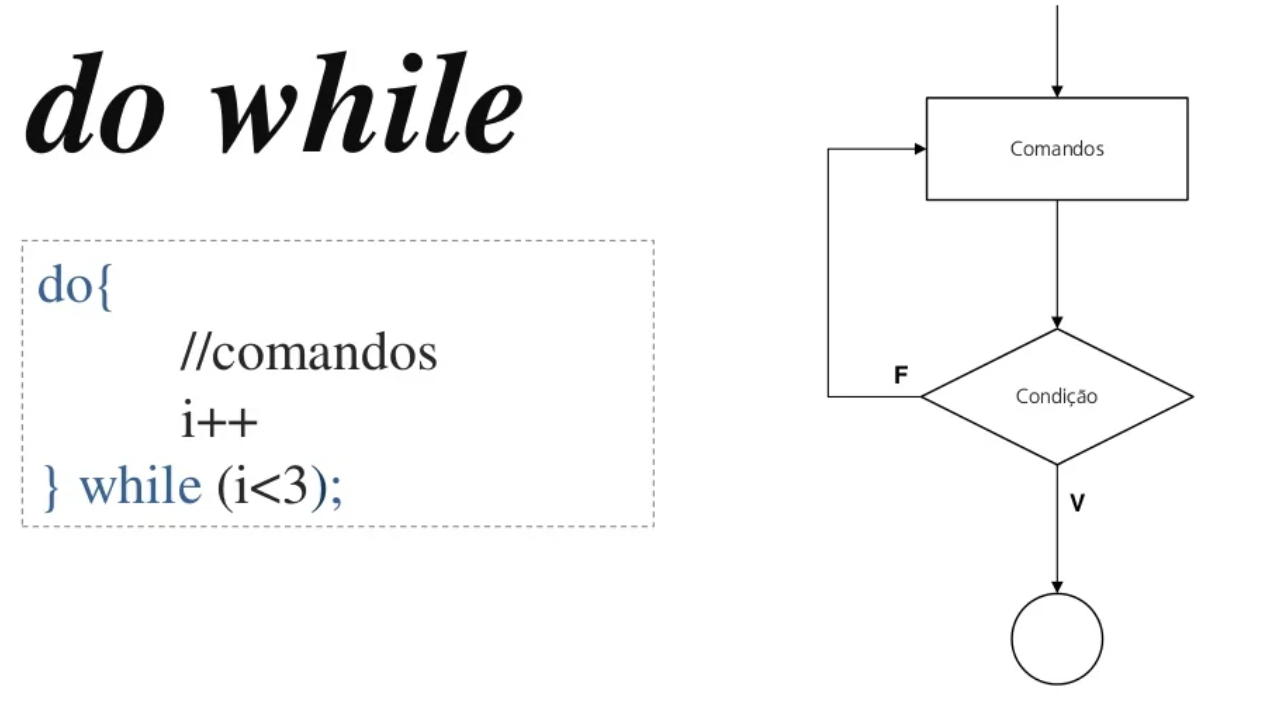 do while
do{
//comandos
i++
} while (i<3);
Comandos
F
Condição
V